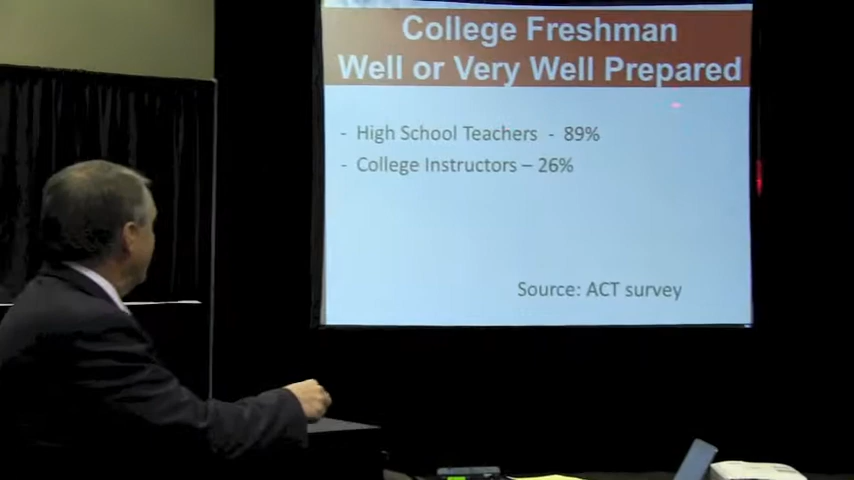 College Freshman
Well or Very Well Prepared
- High School Teachers - 89%
- College Instructors – 26%
Source: ACT survey